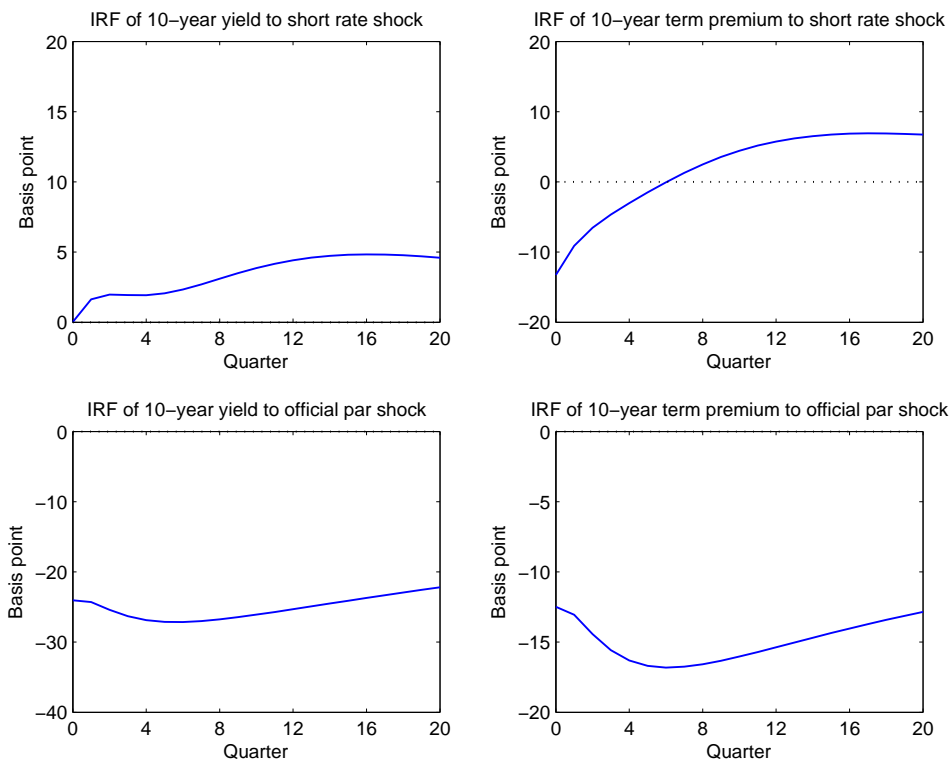 IRF of 10−year yield to short rate shock
20
15
10
5
0
Basis point
0 4 8 12 16 20
Quarter
IRF of 10−year term premium to short rate shock
20
10
0
−10
−20
Basis point
0 4 8 12 16 20
Quarter
IRF of 10−year yield to official par shock
0
−10
−20
−30
−40
Basis point
0 4 8 12 16 20
Quarter
IRF of 10−year term premium to official par shock
0
−5
−10
−15
−20
Basis point
0 4 8 12 16 20
Quarter